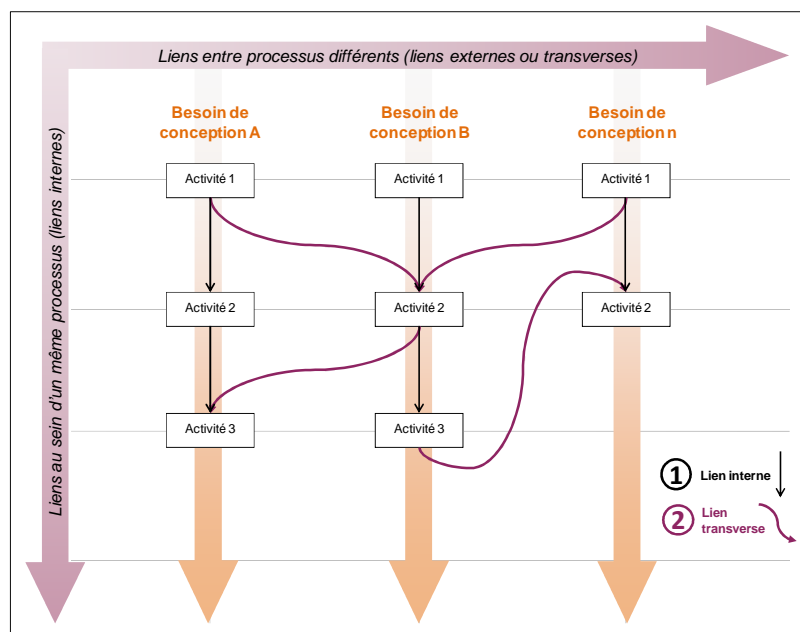 Liens entre processus différents (liens externes ou transverses)
Liens au sein d'un même processus (liens internes)
Besoin de
conception A
Besoin de
conception B
Besoin de
conception n
Activité 1
Activité 1
Activité 1
Activité 2
Activité 2
Activité 2
Activité 3
Activité 3
1 Lien interne
2 Lien
transverse